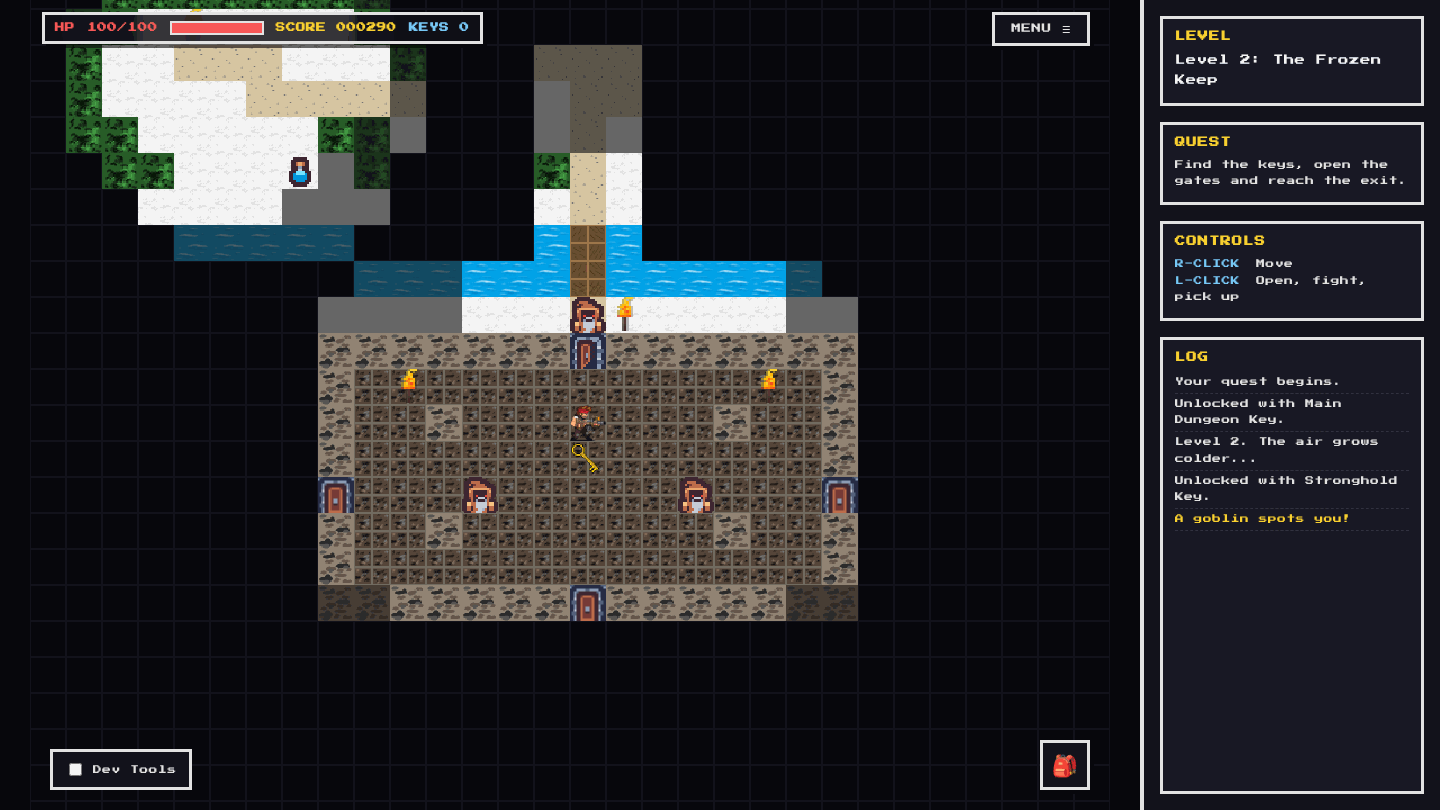 HP 100/100 SCORE 000290 KEYS 0
MENU ☰
LEVEL
Level 2: The Frozen
Keep
QUEST
Find the keys, open the
gates and reach the exit.
CONTROLS
R-CLICK Move
L-CLICK Open, fight,
pick up
LOG
Your quest begins.
Unlocked with Main
Dungeon Key.
Level 2. The air grows
colder...
Unlocked with Stronghold
Key.
A goblin spots you!
Dev Tools